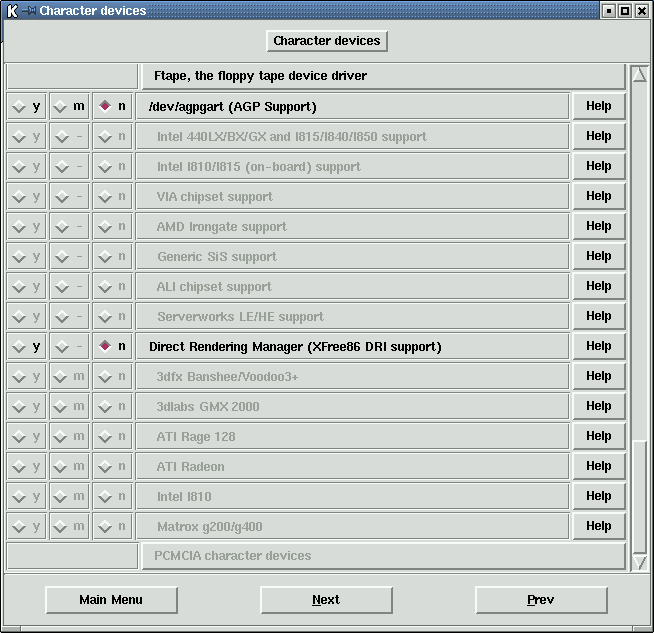 K Character devices
Character devices
Ftape, the floppy tape device driver
y m n /dev/agpgart (AGP Support) Help
y - n Intel 440LX/BX/GX and I815/I840/I850 support Help
y - n Intel I810/I815 (on-board) support Help
y - n VIA chipset support Help
y - n AMD Irongate support Help
y - n Generic SiS support Help
y - n ALI chipset support Help
y - n Serverworks LE/HE support Help
y - n Direct Rendering Manager (XFree86 DRI support) Help
y m n 3dfx Banshee/Voodoo3+ Help
y m n 3dlabs GMX 2000 Help
y m n ATI Rage 128 Help
y m n ATI Radeon Help
y m n Intel I810 Help
y m n Matrox g200/g400 Help
PCMCIA character devices
Main Menu Next Prev